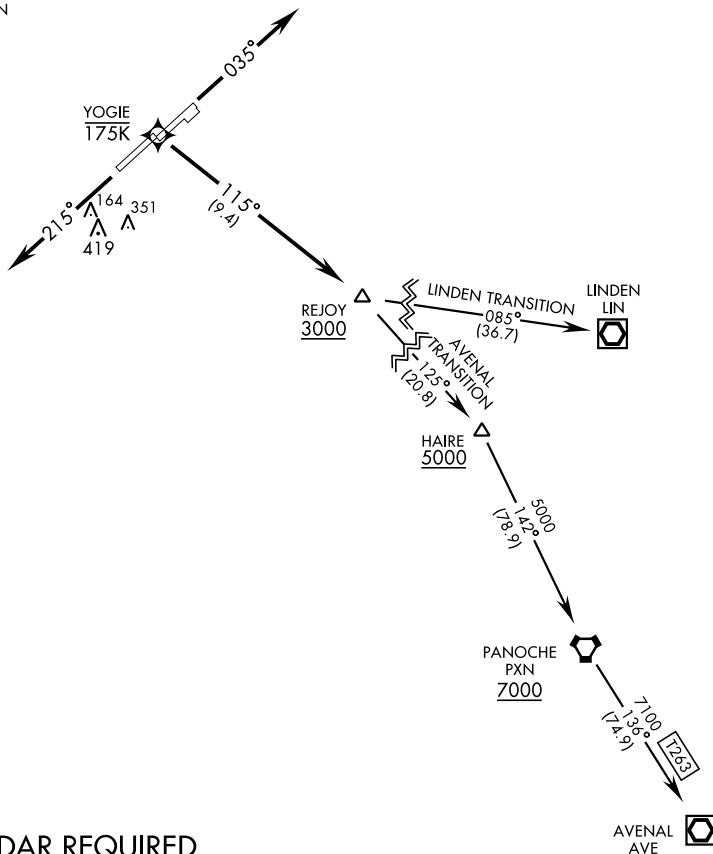 N
035°
YOGIE
175K
215°
164
351
419
115°
(9.4)
REJOY
3000
LINDEN TRANSITION
085°
(36.7)
LINDEN
LIN
AVENAL
TRANSITION
125°
(20.8)
HAIRE
5000
5000
142°
(78.9)
PANOCHE
PXN
7000
7100
136°
(74.9)
T263
AVENAL
AVE
DAR REQUIRED